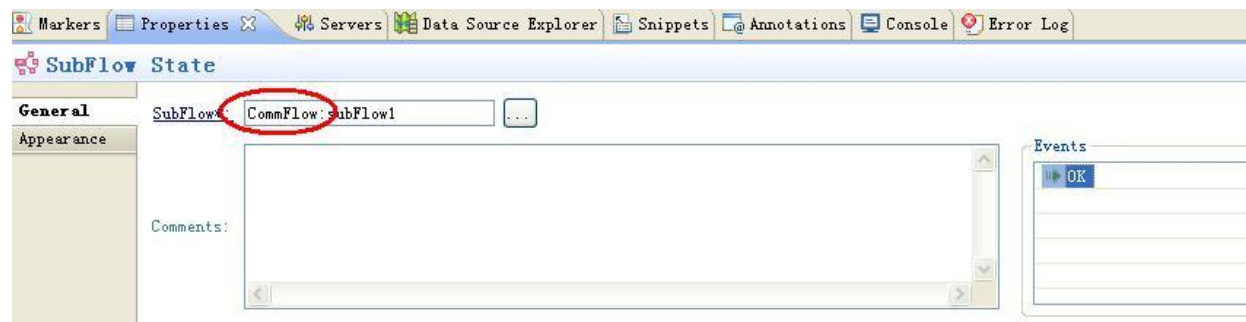 Markers Properties Servers Data Source Explorer Snippets Annotations Console Error Log
SubFlow State
General
SubFlow*: CommFlow:subFlow1 ...
Appearance
Events
OK
Comments: